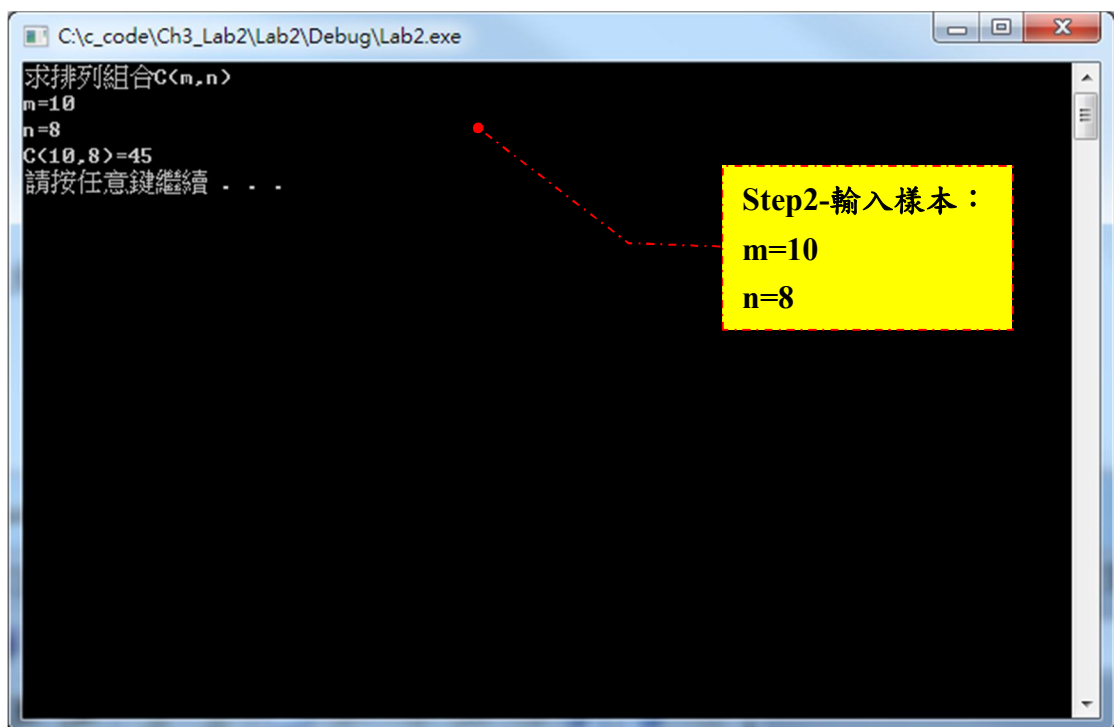 C:\c_code\Ch3_Lab2\Lab2\Debug\Lab2.exe
求排列組合C(m,n)
m=10
n=8
C(10,8)=45
請按任意鍵繼續 . . .
Step2-輸入樣本：
m=10
n=8